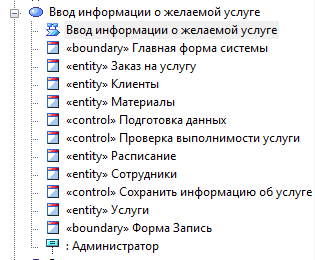 Ввод информации о желаемой услуге
Ввод информации о желаемой услуге
«boundary» Главная форма системы
«entity» Заказ на услугу
«entity» Клиенты
«entity» Материалы
«control» Подготовка данных
«control» Проверка выполнимости услуги
«entity» Расписание
«entity» Сотрудники
«control» Сохранить информацию об услуге
«entity» Услуги
«boundary» Форма Запись
: Администратор